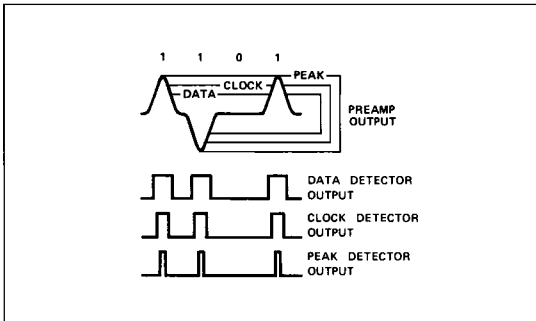 1 1 0 1
PEAK
CLOCK
DATA
PREAMP
OUTPUT
DATA DETECTOR
OUTPUT
CLOCK DETECTOR
OUTPUT
PEAK DETECTOR
OUTPUT